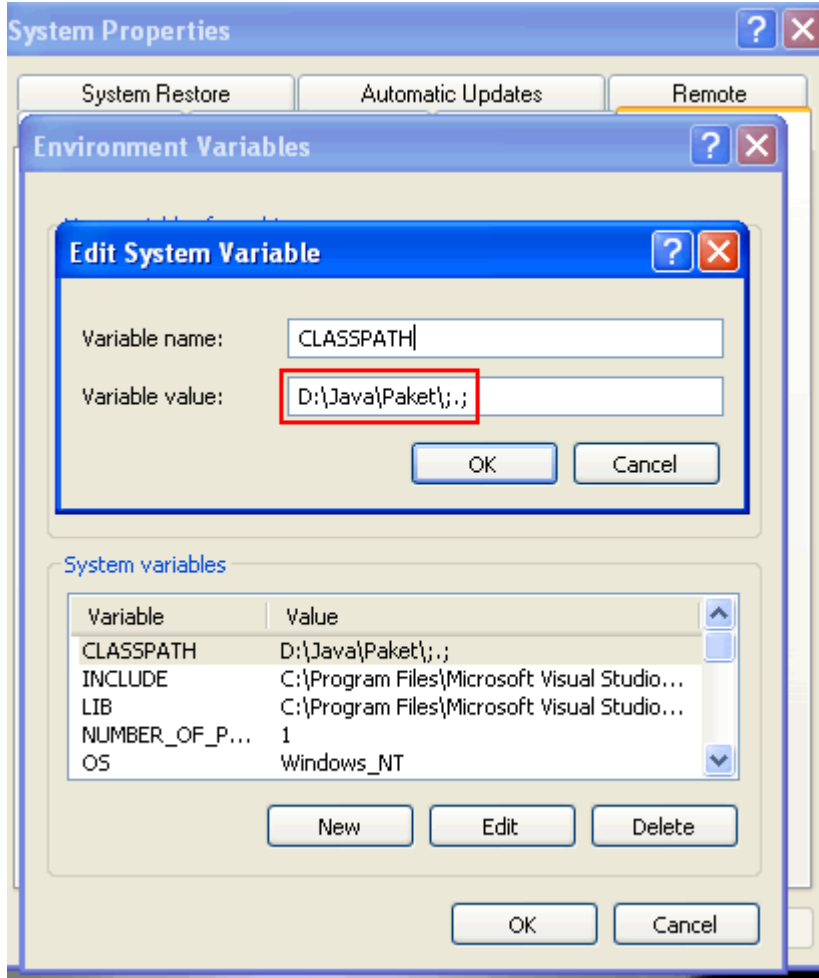 System Properties
System Restore Automatic Updates Remote
Environment Variables
Edit System Variable
Variable name: CLASSPATH
Variable value: D:\Java\Paket\;.;
OK Cancel
System variables
Variable Value
CLASSPATH D:\Java\Paket\;.;
INCLUDE C:\Program Files\Microsoft Visual Studio...
LIB C:\Program Files\Microsoft Visual Studio...
NUMBER_OF_P... 1
OS Windows_NT
New Edit Delete
OK Cancel